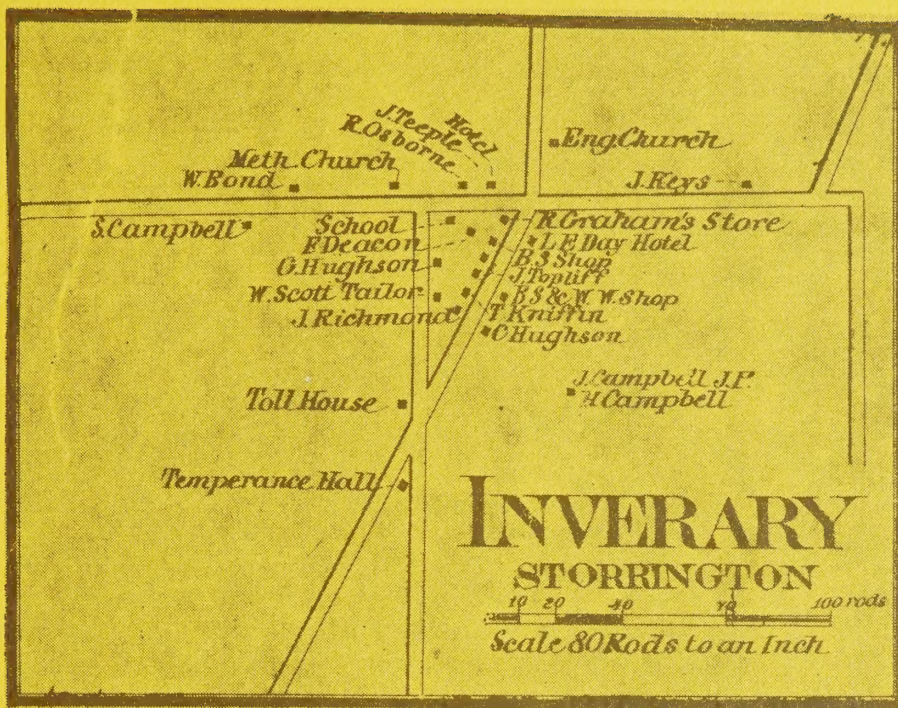 Hotel
J. Teeple
R. Osborne
Eng. Church
Meth. Church
W. Bond
J. Keys
S. Campbell
School
R. Graham's Store
F. Deacon
L E Day Hotel
G. Hughson
B S Shop
J. Topliff
W. Scott Tailor
B S & W W. Shop
J. Richmond
T Kniffin
C Hughson
J. Campbell J.P.
H Campbell
Toll House
Temperance Hall
INVERARY
STORRINGTON
10 20 40 100 rods
Scale 80 Rods to an Inch